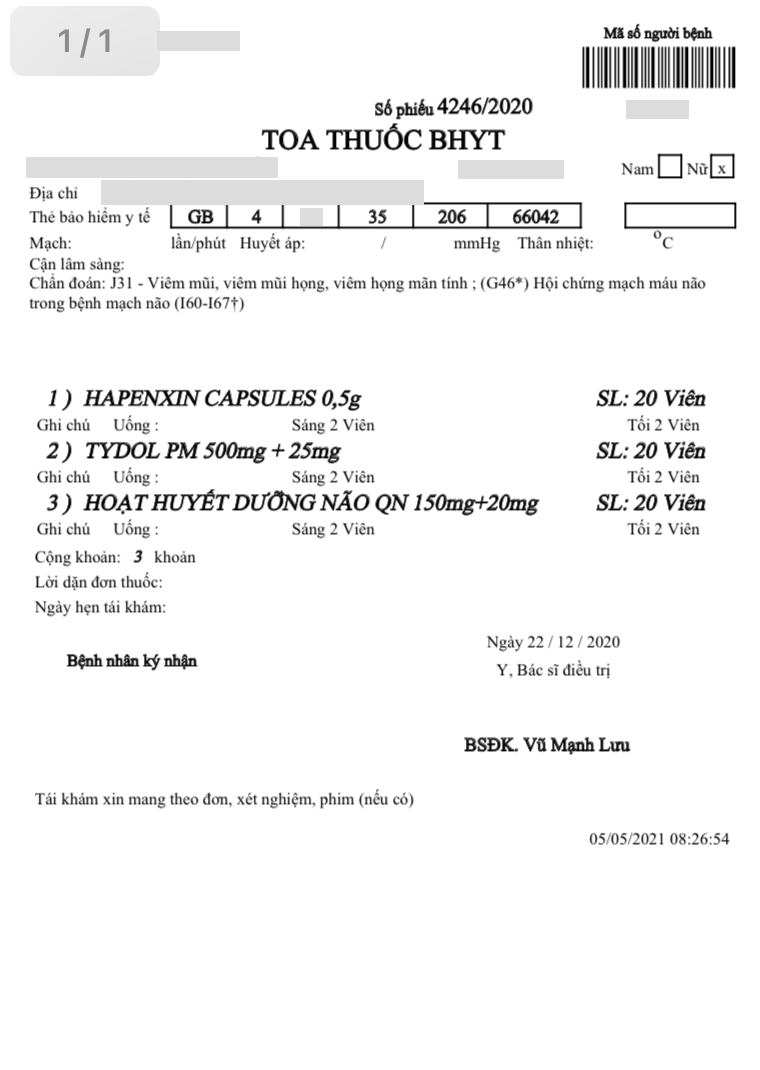 1/1
Mã số người bệnh
Số phiếu 4246/2020
TOA THUỐC BHYT
Nam Nữ x
Địa chỉ
Thẻ bảo hiểm y tế GB 4 35 206 66042
Mạch: lần/phút Huyết áp: / mmHg Thân nhiệt: °C
Cận lâm sàng:
Chẩn đoán: J31 - Viêm mũi, viêm mũi họng, viêm họng mãn tính ; (G46*) Hội chứng mạch máu não
trong bệnh mạch não (I60-I67†)
1 ) HAPENXIN CAPSULES 0,5g SL: 20 Viên
Ghi chú Uống : Sáng 2 Viên Tối 2 Viên
2 ) TYDOL PM 500mg + 25mg SL: 20 Viên
Ghi chú Uống : Sáng 2 Viên Tối 2 Viên
3 ) HOẠT HUYẾT DƯỠNG NÃO QN 150mg+20mg SL: 20 Viên
Ghi chú Uống : Sáng 2 Viên Tối 2 Viên
Cộng khoản: 3 khoản
Lời dặn đơn thuốc:
Ngày hẹn tái khám:
Ngày 22 / 12 / 2020
Bệnh nhân ký nhận
Y, Bác sĩ điều trị
BSĐK. Vũ Mạnh Lưu
Tái khám xin mang theo đơn, xét nghiệm, phim (nếu có)
05/05/2021 08:26:54